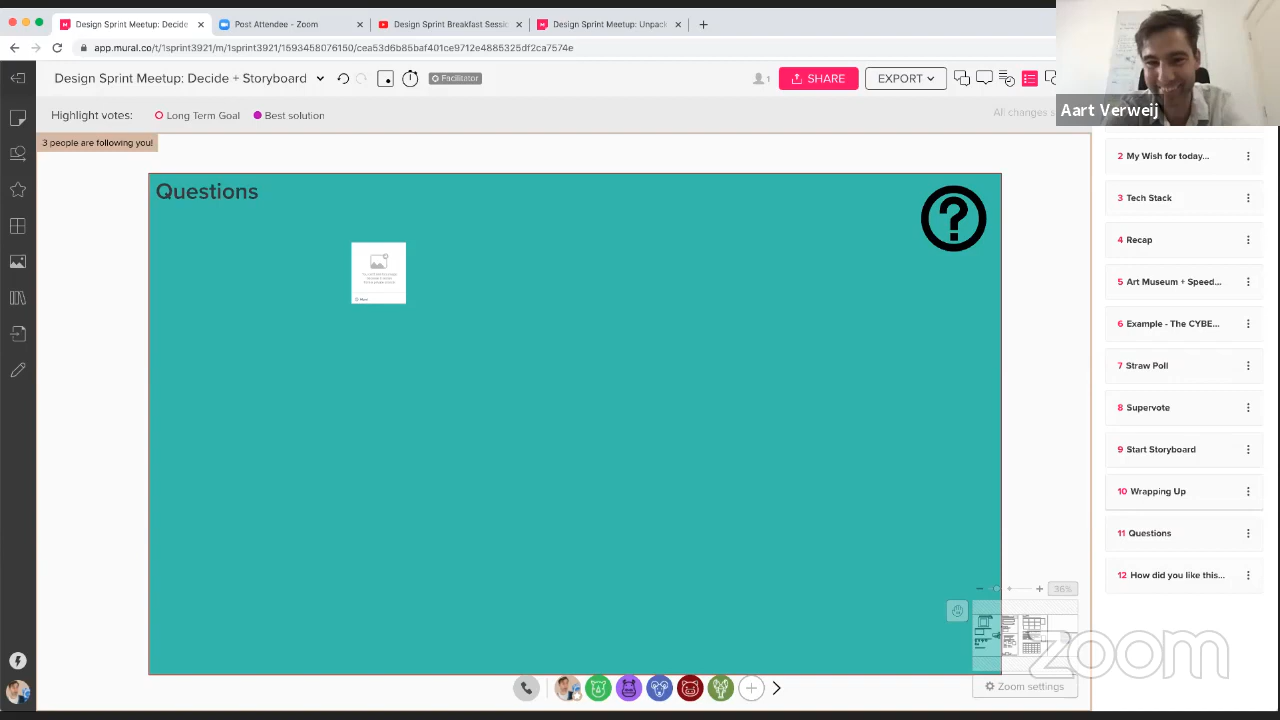 Design Sprint Meetup: Decide
Post Attendee - Zoom
Design Sprint Breakfast Sessi
Design Sprint Meetup: Unpack
app.mural.co/t/1sprint3921/m/1sprint3921/1593458076150/cea53d6b85baf401ce9712e4885325df2ca7574e
Design Sprint Meetup: Decide + Storyboard
Facilitator
1
SHARE
EXPORT
Aart Verweij
Highlight votes:
Long Term Goal
Best solution
All changes s
3 people are following you!
Questions
2 My Wish for today...
3 Tech Stack
4 Recap
5 Art Museum + Speed...
6 Example - The CYBE...
7 Straw Poll
8 Supervote
9 Start Storyboard
10 Wrapping Up
11 Questions
12 How did you like this...
36%
zoom
Zoom settings